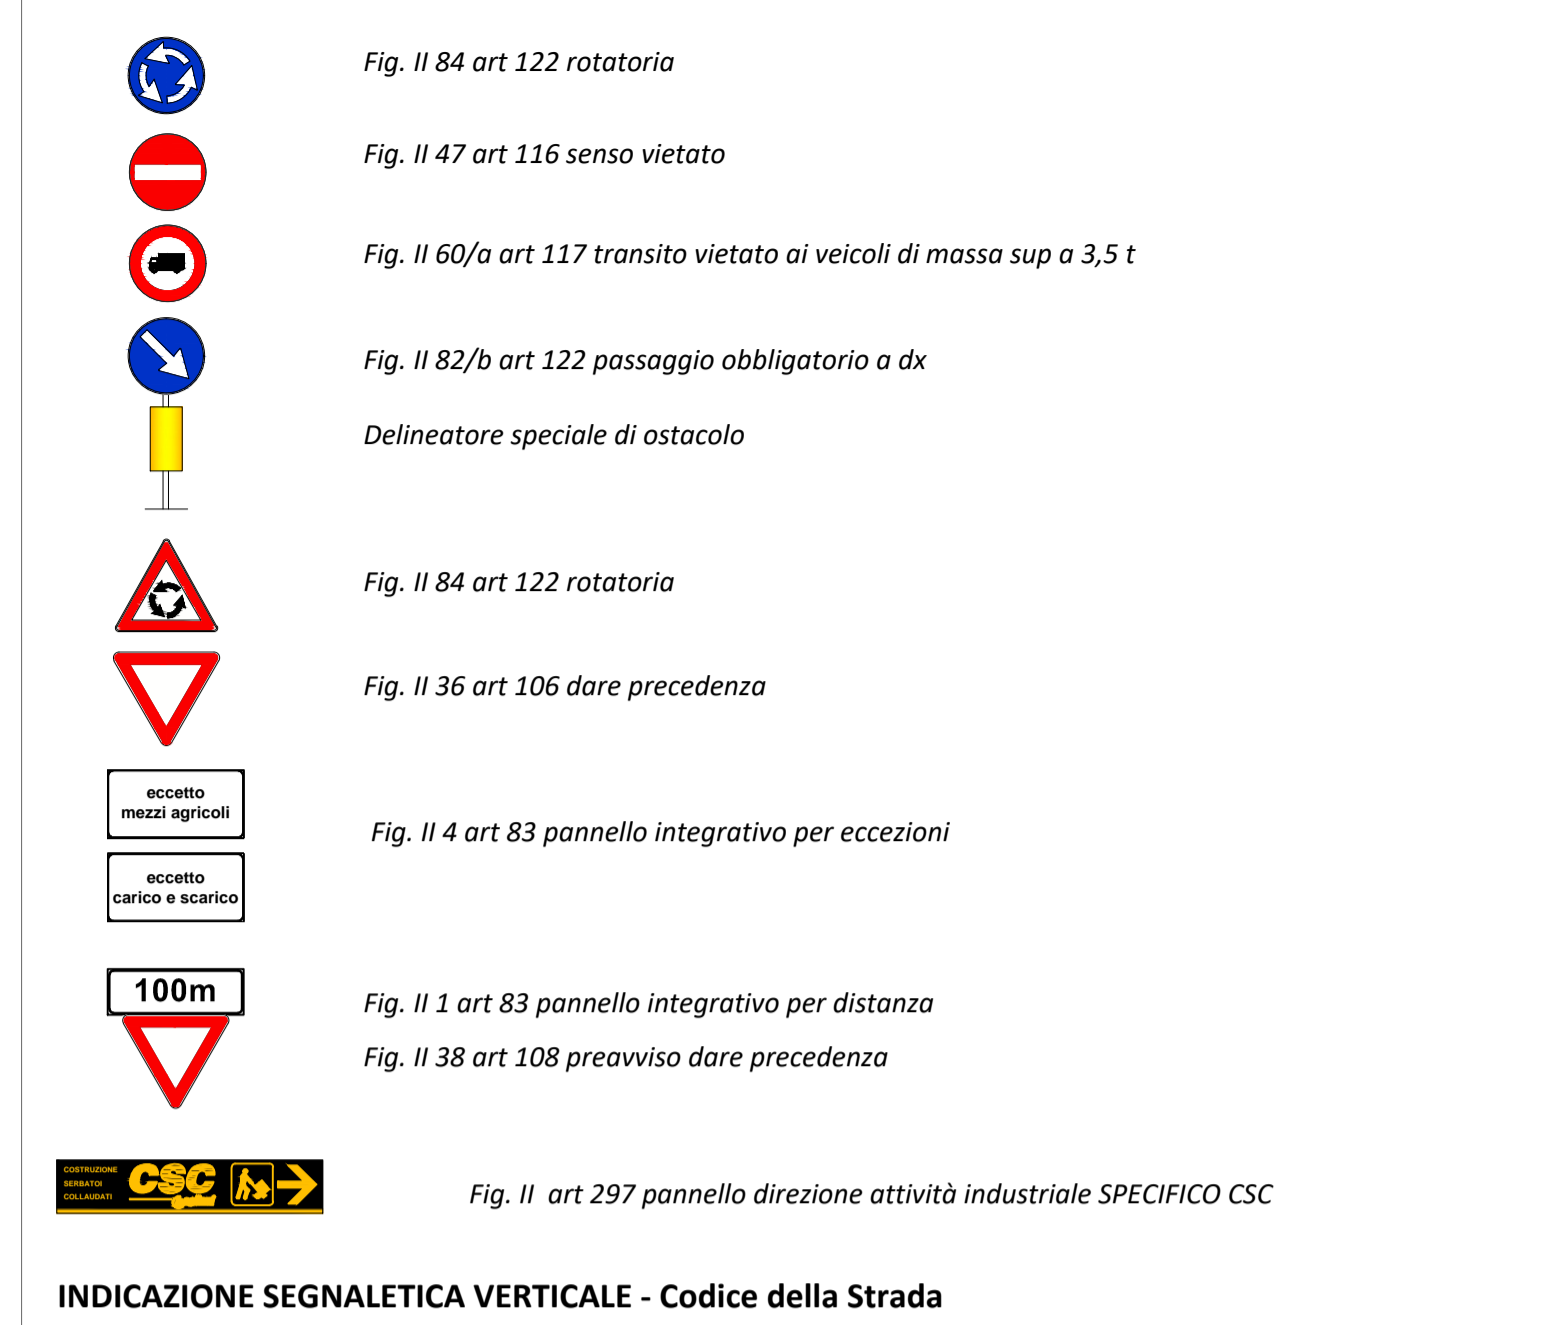 Fig. II 84 art 122 rotatoria
Fig. II 47 art 116 senso vietato
Fig. II 60/a art 117 transito vietato ai veicoli di massa sup a 3,5 t
Fig. II 82/b art 122 passaggio obbligatorio a dx
Delineatore speciale di ostacolo
Fig. II 84 art 122 rotatoria
Fig. II 36 art 106 dare precedenza
eccetto
mezzi agricoli
Fig. II 4 art 83 pannello integrativo per eccezioni
eccetto
carico e scarico
100m
Fig. II 1 art 83 pannello integrativo per distanza
Fig. II 38 art 108 preavviso dare precedenza
COSTRUZIONE
SERBATOI
COLLAUDATI
CSC
Fig. II  art 297 pannello direzione attività industriale SPECIFICO CSC
INDICAZIONE SEGNALETICA VERTICALE - Codice della Strada